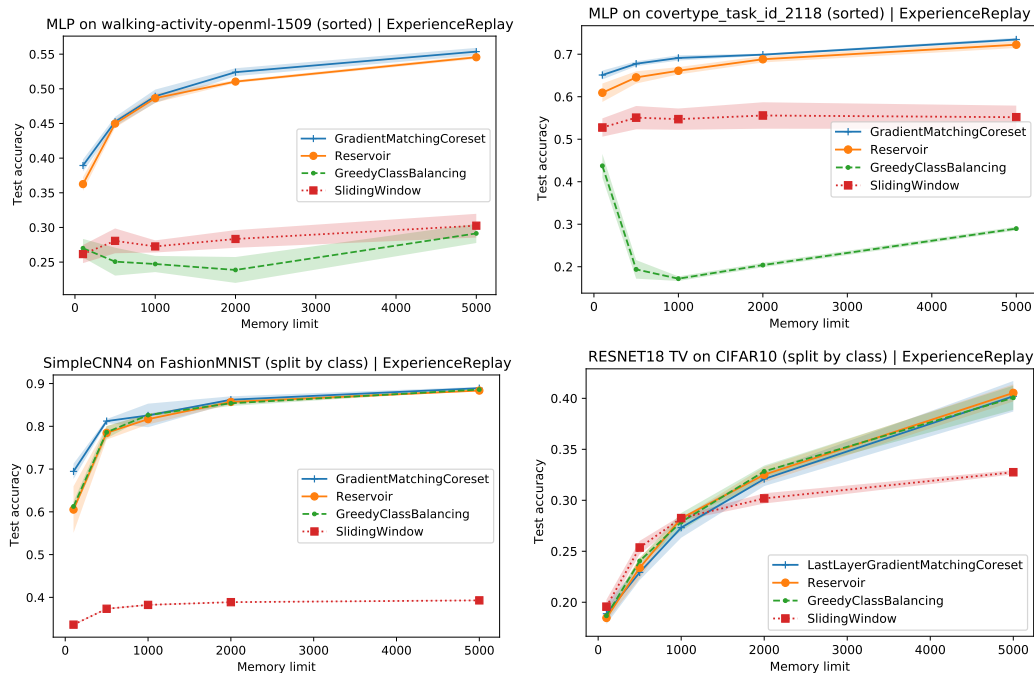 MLP on walking-activity-openml-1509 (sorted) | ExperienceReplay
0.55
0.50
0.45
0.40
0.35
0.30
0.25
Test accuracy
GradientMatchingCoreset
Reservoir
GreedyClassBalancing
SlidingWindow
0 1000 2000 3000 4000 5000
Memory limit
MLP on covertype_task_id_2118 (sorted) | ExperienceReplay
0.7
0.6
0.5
0.4
0.3
0.2
Test accuracy
GradientMatchingCoreset
Reservoir
GreedyClassBalancing
SlidingWindow
0 1000 2000 3000 4000 5000
Memory limit
SimpleCNN4 on FashionMNIST (split by class) | ExperienceReplay
0.9
0.8
0.7
0.6
0.5
0.4
Test accuracy
GradientMatchingCoreset
Reservoir
GreedyClassBalancing
SlidingWindow
0 1000 2000 3000 4000 5000
Memory limit
RESNET18 TV on CIFAR10 (split by class) | ExperienceReplay
0.40
0.35
0.30
0.25
0.20
Test accuracy
LastLayerGradientMatchingCoreset
Reservoir
GreedyClassBalancing
SlidingWindow
0 1000 2000 3000 4000 5000
Memory limit